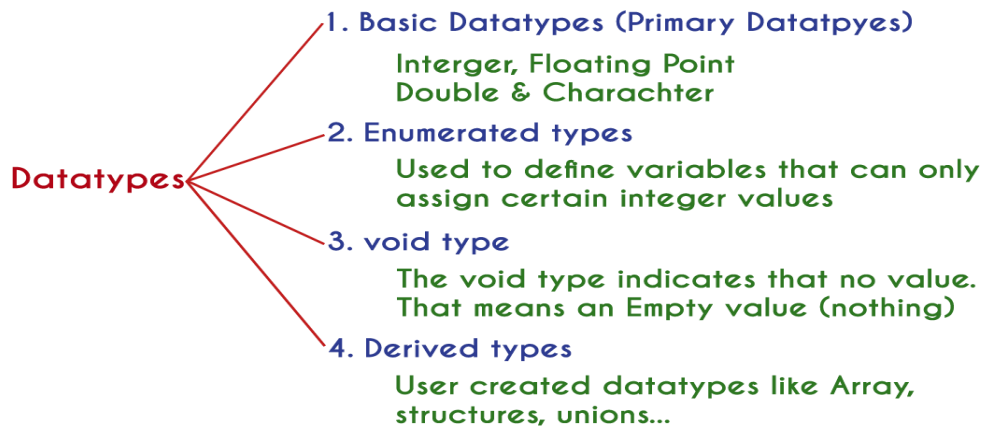 1. Basic Datatypes (Primary Datatpyes)
Interger, Floating Point
Double & Charachter
2. Enumerated types
Used to define variables that can only
assign certain integer values
Datatypes
3. void type
The void type indicates that no value.
That means an Empty value (nothing)
4. Derived types
User created datatypes like Array,
structures, unions...